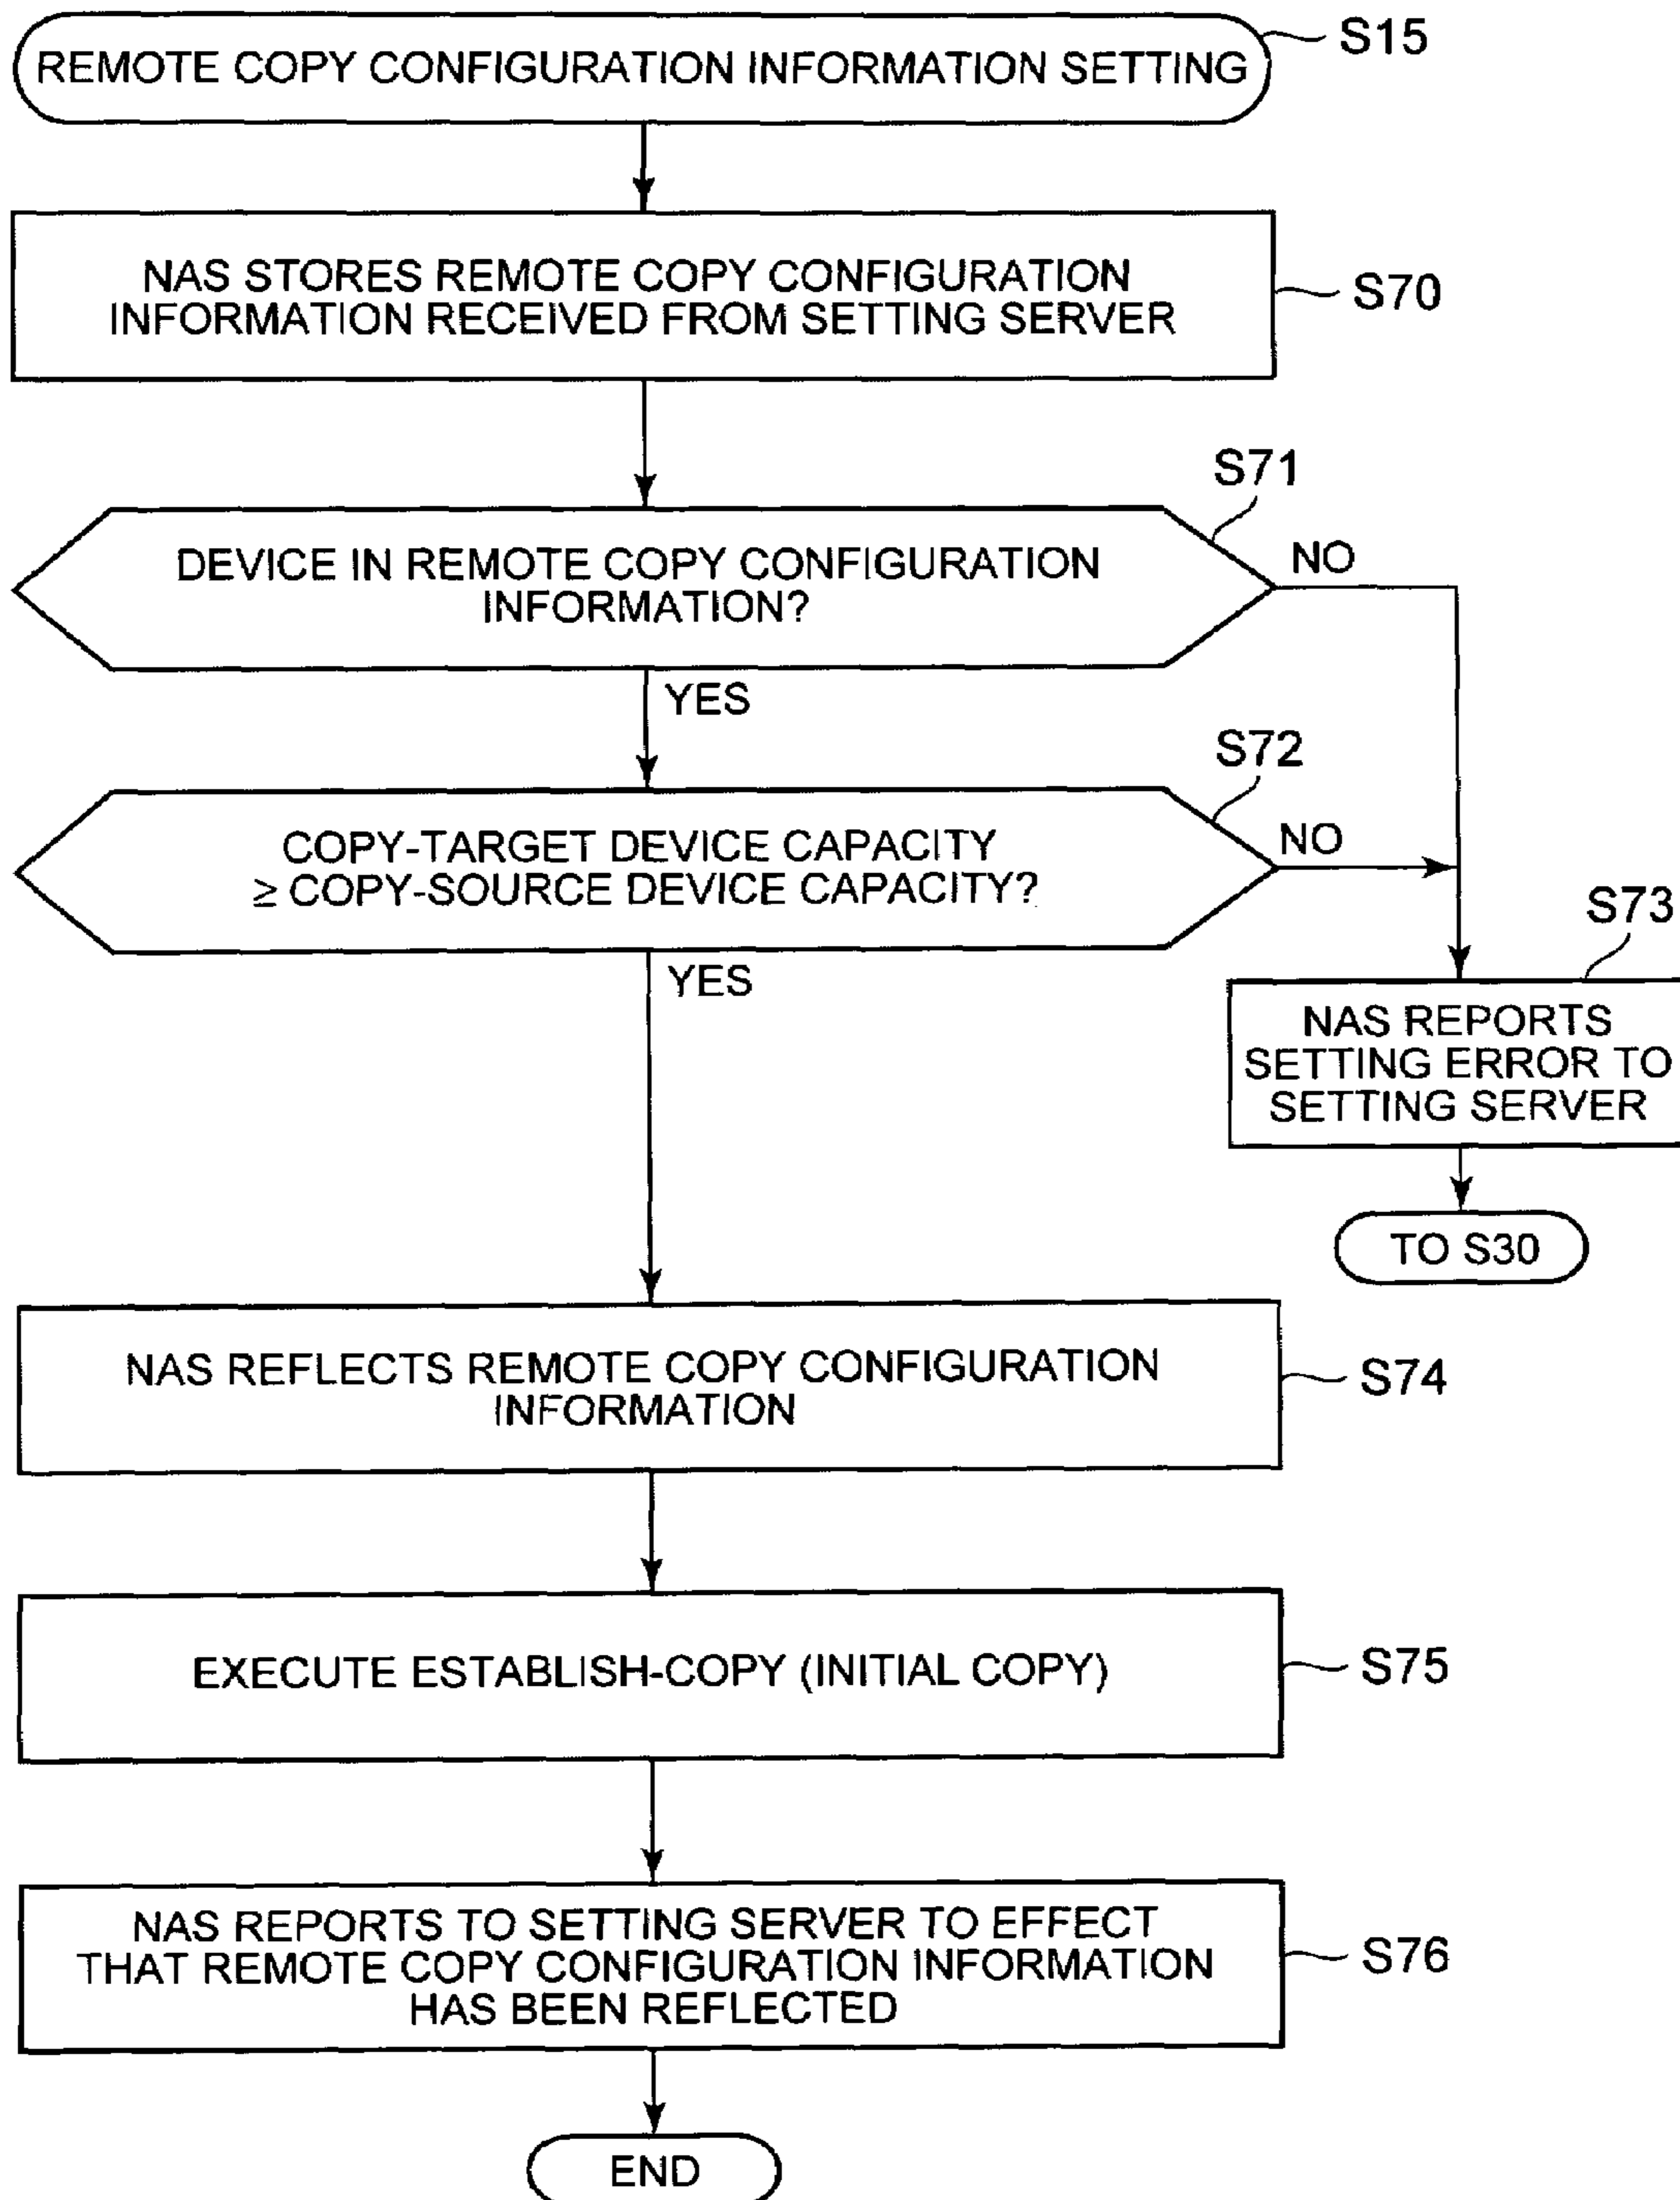 REMOTE COPY CONFIGURATION INFORMATION SETTING
S15
NAS STORES REMOTE COPY CONFIGURATION
INFORMATION RECEIVED FROM SETTING SERVER
S70
S71
DEVICE IN REMOTE COPY CONFIGURATION
INFORMATION?
NO
YES
S72
COPY-TARGET DEVICE CAPACITY
≥ COPY-SOURCE DEVICE CAPACITY?
NO
YES
S73
NAS REPORTS
SETTING ERROR TO
SETTING SERVER
TO S30
NAS REFLECTS REMOTE COPY CONFIGURATION
INFORMATION
S74
EXECUTE ESTABLISH-COPY (INITIAL COPY)
S75
NAS REPORTS TO SETTING SERVER TO EFFECT
THAT REMOTE COPY CONFIGURATION INFORMATION
HAS BEEN REFLECTED
S76
END